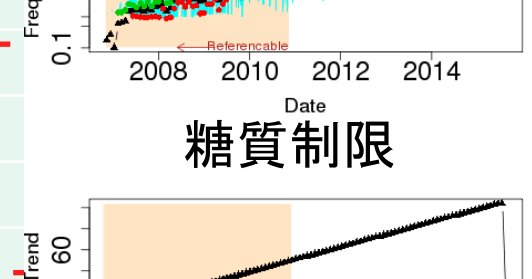 Freq
0.1
Referencable
2008 2010 2012 2014
Date
糖質制限
Trend
60